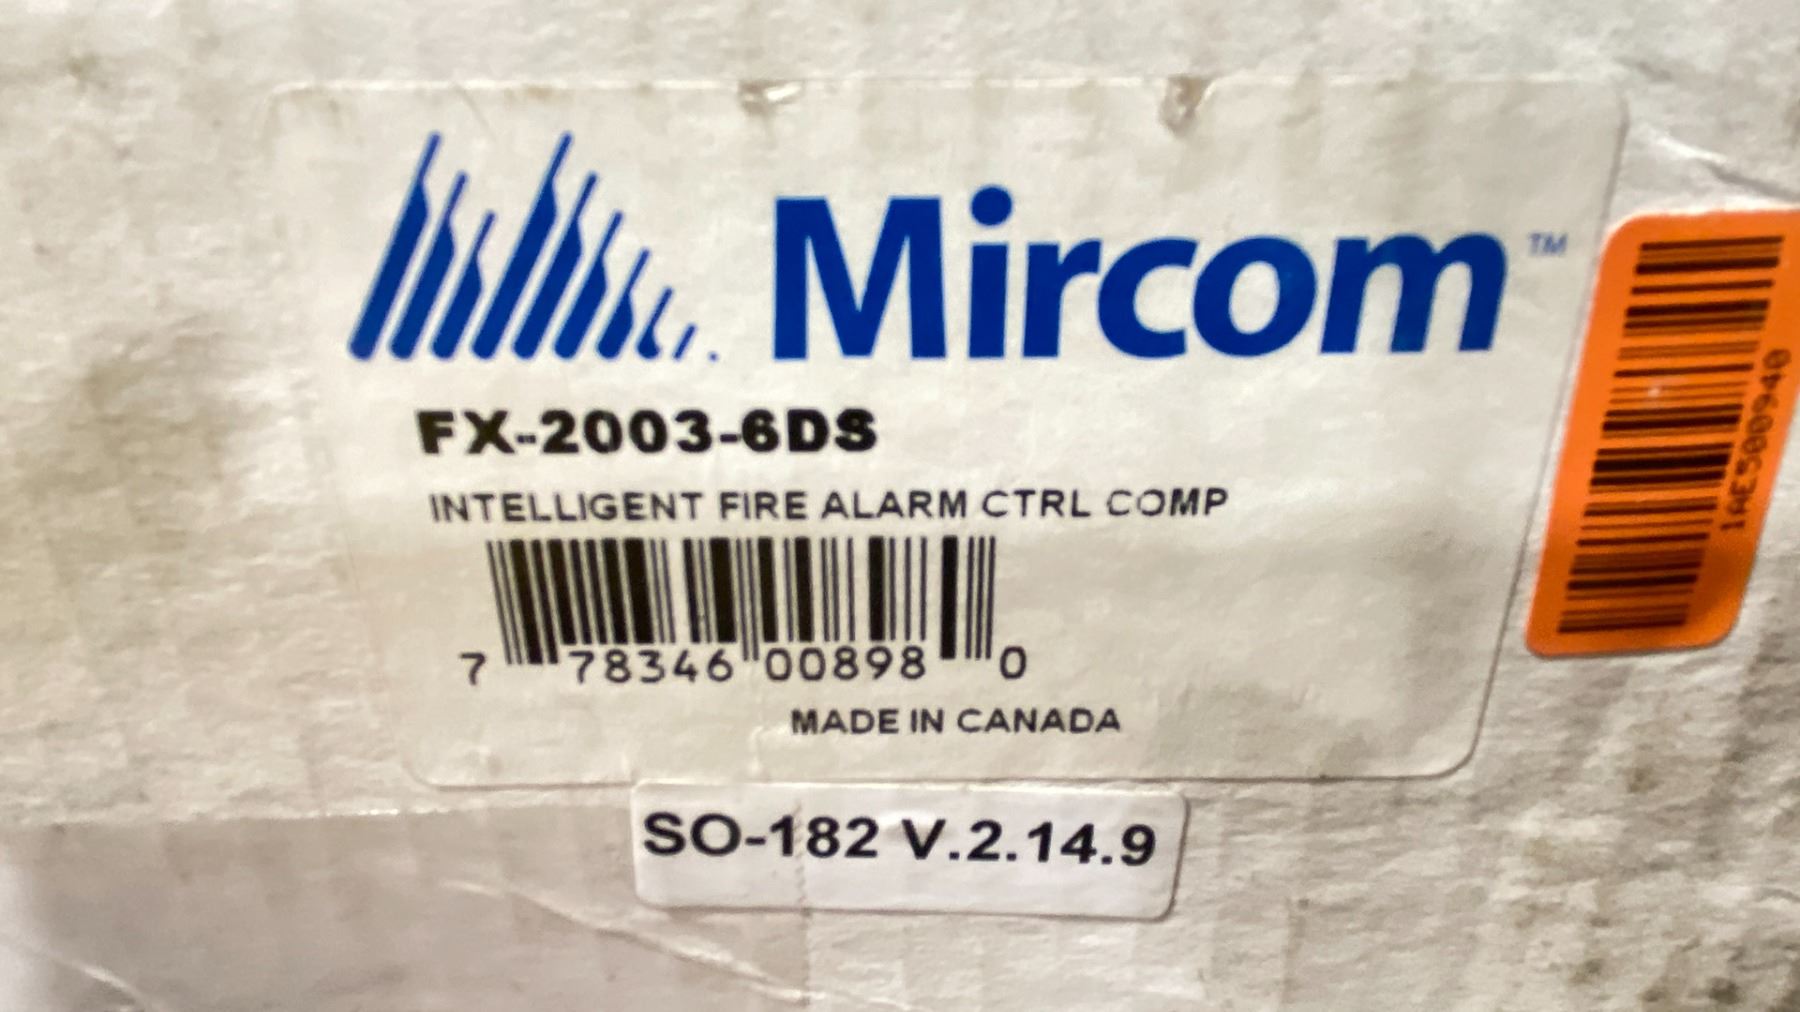 Mircom™
FX-2003-6DS
INTELLIGENT FIRE ALARM CTRL COMP
7 78346 00898 0
MADE IN CANADA
SO-182 V.2.14.9
1AE500940